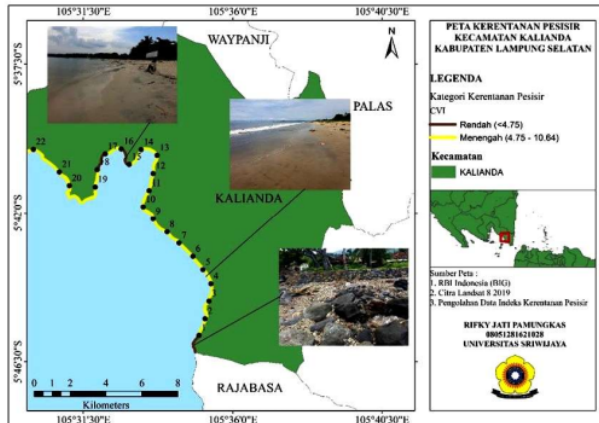 105°31'30"E
105°36'0"E
105°40'30"E
5°37'30"S
5°42'0"S
5°46'30"S
WAYPANJI
N
PALAS
KALIANDA
RAJABASA
22
21
20
19
18
17
16
15
14
13
12
11
10
9
8
7
6
5
4
2
0 2 4 6 8
Kilometers
105°31'30"E
105°36'0"E
105°40'30"E
PETA KERENTANAN PESISIR
KECAMATAN KALIANDA
KABUPATEN LAMPUNG SELATAN
LEGENDA
Kategori Kerentanan Pesisir
CVI
Rendah (<4.75)
Menengah (4.75 - 10.64)
Kecamatan
KALIANDA
Sumber Peta :
1. RBI Indonesia (BIG)
2. Citra Landsat 8 2019
3. Pengolahan Data Indeks Kerentanan Pesisir
RIFKY JATI PAMUNGKAS
08051281621028
UNIVERSITAS SRIWIJAYA